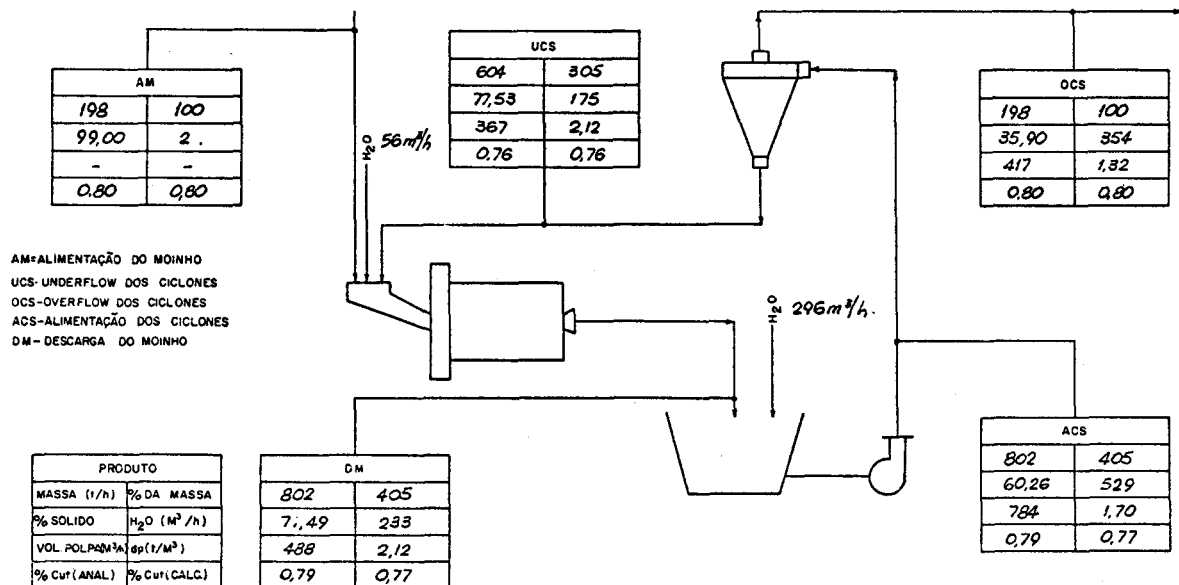 AM
198 100
99,00 2.
- -
0.80 0,80
UCS
604 305
77,53 175
367 2,12
0,76 0,76
OCS
198 100
35,90 354
417 1,32
0.80 0,80
H₂O 56m³/h
AM=ALIMENTAÇÃO DO MOINHO
UCS-UNDERFLOW DOS CICLONES
OCS-OVERFLOW DOS CICLONES
ACS-ALIMENTAÇÃO DOS CICLONES
DM-DESCARGA DO MOINHO
H₂O 296m³/h.
PRODUTO
MASSA (t/h) % DA MASSA
% SOLIDO H₂O (M³/h)
VOL. POLPA(M³/h) dp(t/M³)
% Cut(ANAL) % Cut(CALC.)
DM
802 405
233
488 2,12
0,79 0,77
ACS
802 405
60,26 529
784 1.70
0,79 0,77